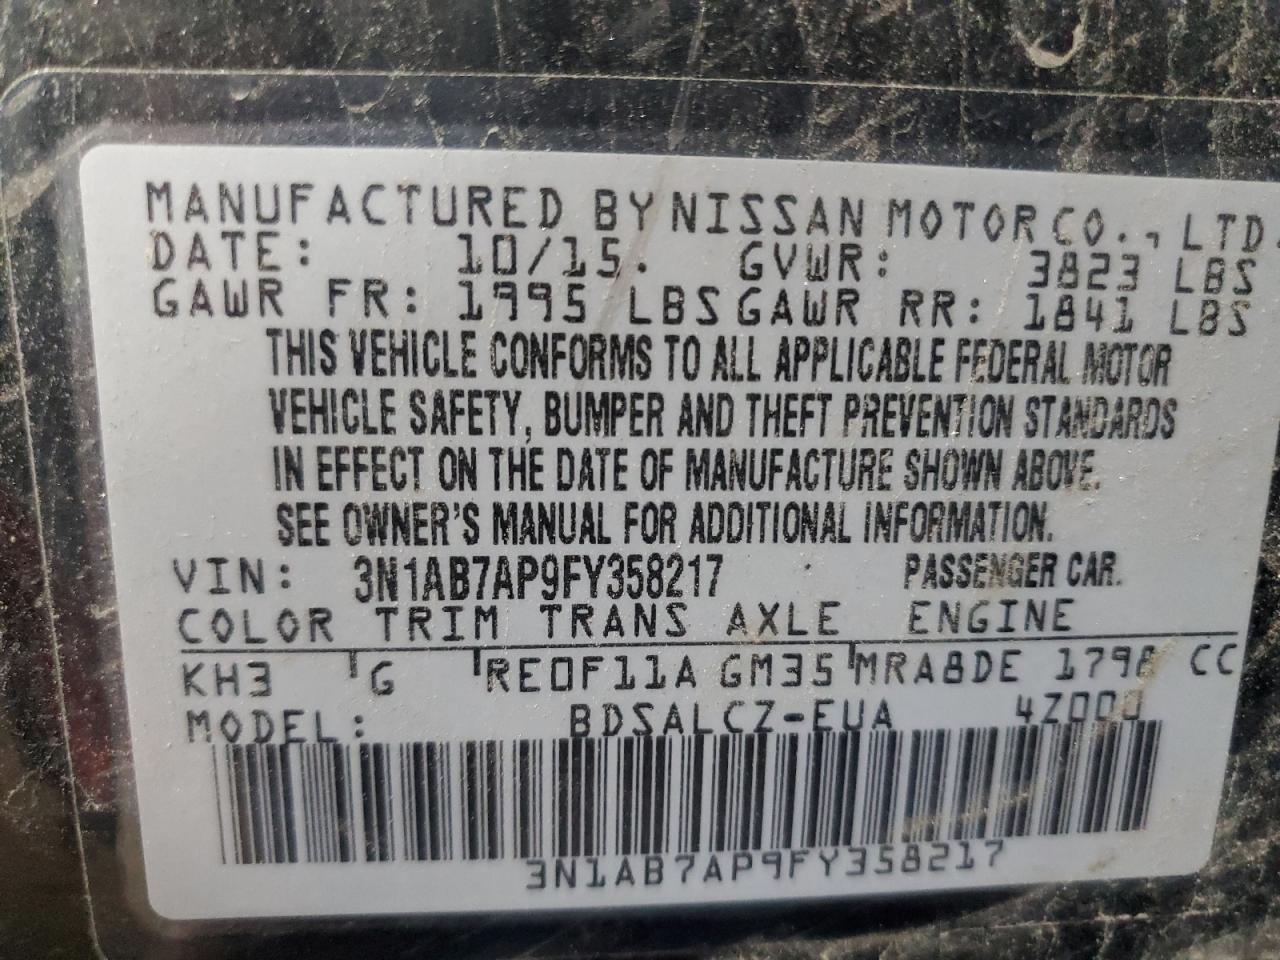 MANUFACTURED BY NISSAN MOTOR CO., LTD.
DATE: 10/15. GVWR: 3823 LBS
GAWR FR: 1995 LBS GAWR RR: 1841 LBS
THIS VEHICLE CONFORMS TO ALL APPLICABLE FEDERAL MOTOR
VEHICLE SAFETY, BUMPER AND THEFT PREVENTION STANDARDS
IN EFFECT ON THE DATE OF MANUFACTURE SHOWN ABOVE.
SEE OWNER'S MANUAL FOR ADDITIONAL INFORMATION.
VIN: 3N1AB7AP9FY358217 PASSENGER CAR.
COLOR TRIM TRANS AXLE ENGINE
KH3 G RE0F11A GM35 MRA8DE 1798 CC
MODEL: BDSALCZ-EUA 4Z000
3N1AB7AP9FY358217